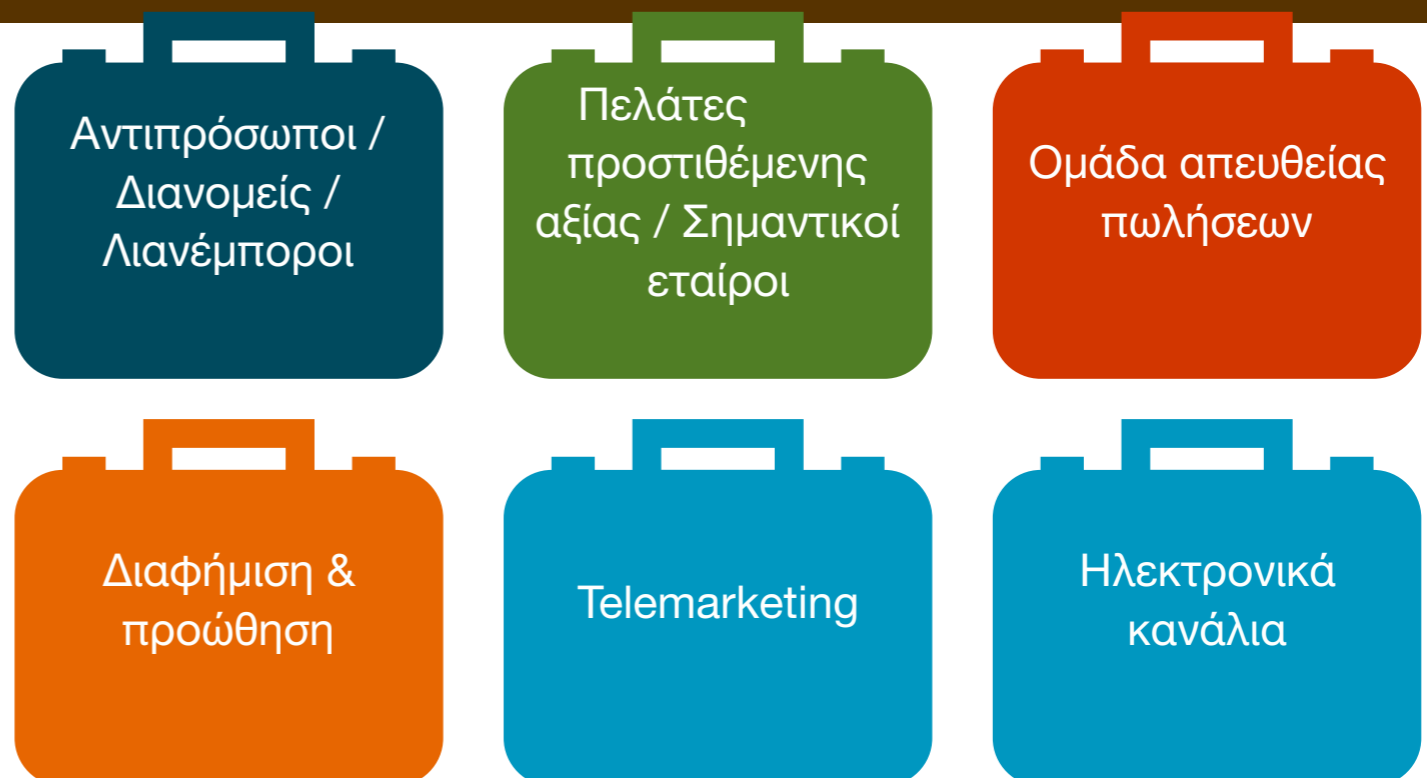 Αντιπρόσωποι /
Διανομείς /
Λιανέμποροι
Πελάτες
προστιθέμενης
αξίας / Σημαντικοί
εταίροι
Ομάδα απευθείας
πωλήσεων
Διαφήμιση &
προώθηση
Telemarketing
Ηλεκτρονικά
κανάλια